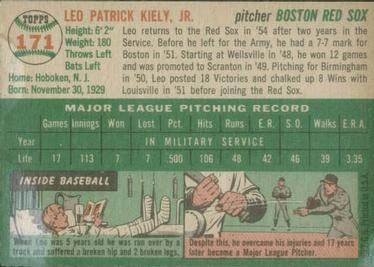 TOPPS
171
LEO PATRICK KIELY, JR. pitcher BOSTON RED SOX
Height: 6'2"
Weight: 180
Throws Left
Bats Left
Home: Hoboken, N. J.
Born: November 30, 1929
Leo returns to the Red Sox in '54 after two years in the
Service. Before he left for the Army, he had a 7-7 mark for
Boston in '51. Starting at Wellsville in '48, he won 12 games
and was promoted to Scranton in '49. Pitching for Birmingham
in '50, Leo posted 18 Victories and chalked up 8 Wins with
Louisville in '51 before joining the Red Sox.
MAJOR LEAGUE PITCHING RECORD
Games Innings Won Lost Pct. Hits Runs E.R. S.O. Walks E.R.A.
Year IN MILITARY SERVICE
Life 17 113 7 7 .500 106 48 42 46 39 3.35
INSIDE BASEBALL
When Leo was 5 years old he was run over by a
truck and suffered a broken hip and 2 broken legs.
Despite this, he overcame his injuries and 17 years
later became a Major League Pitcher.